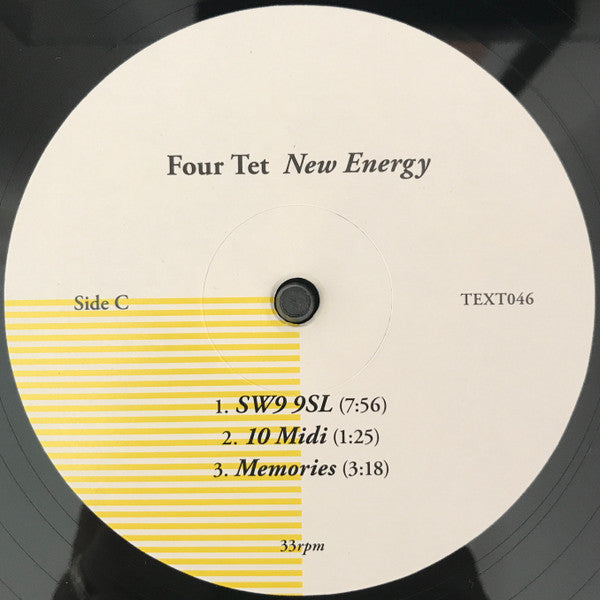 Four Tet New Energy
Side C
TEXT046
1. SW9 9SL (7:56)
2. 10 Midi (1:25)
3. Memories (3:18)
33rpm